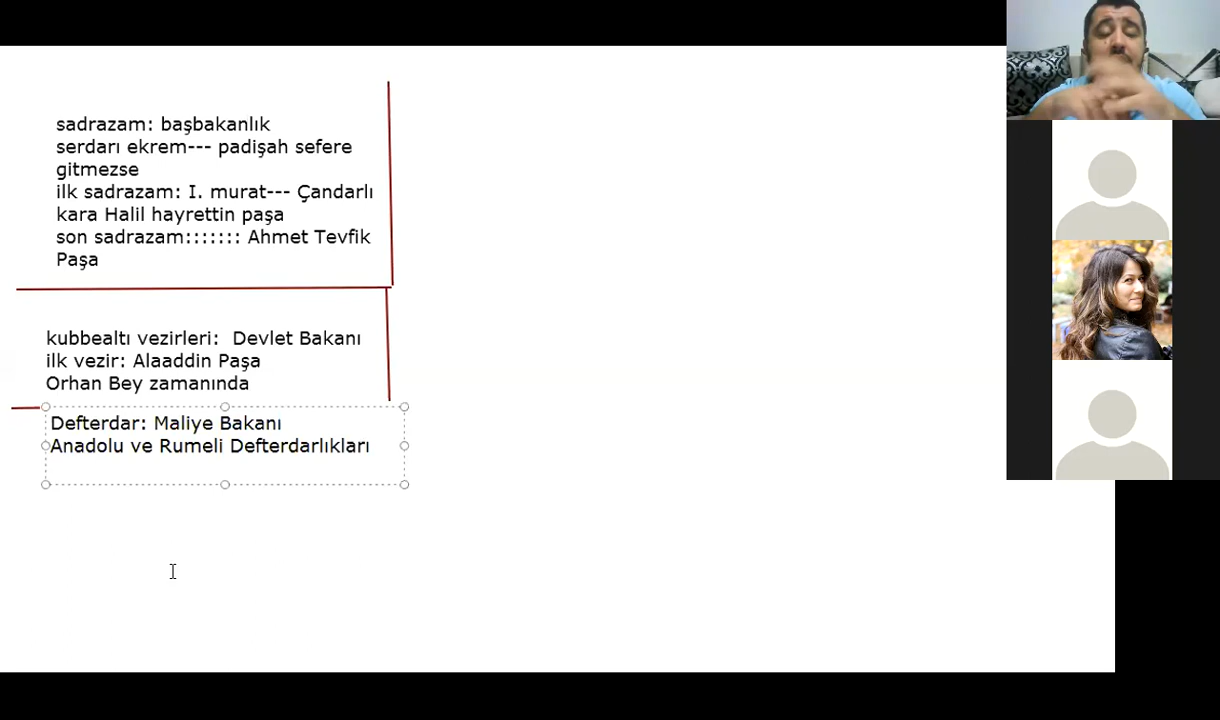 sadrazam: başbakanlık
serdarı ekrem--- padişah sefere
gitmezse
ilk sadrazam: I. murat--- Çandarlı
kara Halil hayrettin paşa
son sadrazam::::::: Ahmet Tevfik
Paşa
kubbealtı vezirleri:  Devlet Bakanı
ilk vezir: Alaaddin Paşa
Orhan Bey zamanında
Defterdar: Maliye Bakanı
Anadolu ve Rumeli Defterdarlıkları